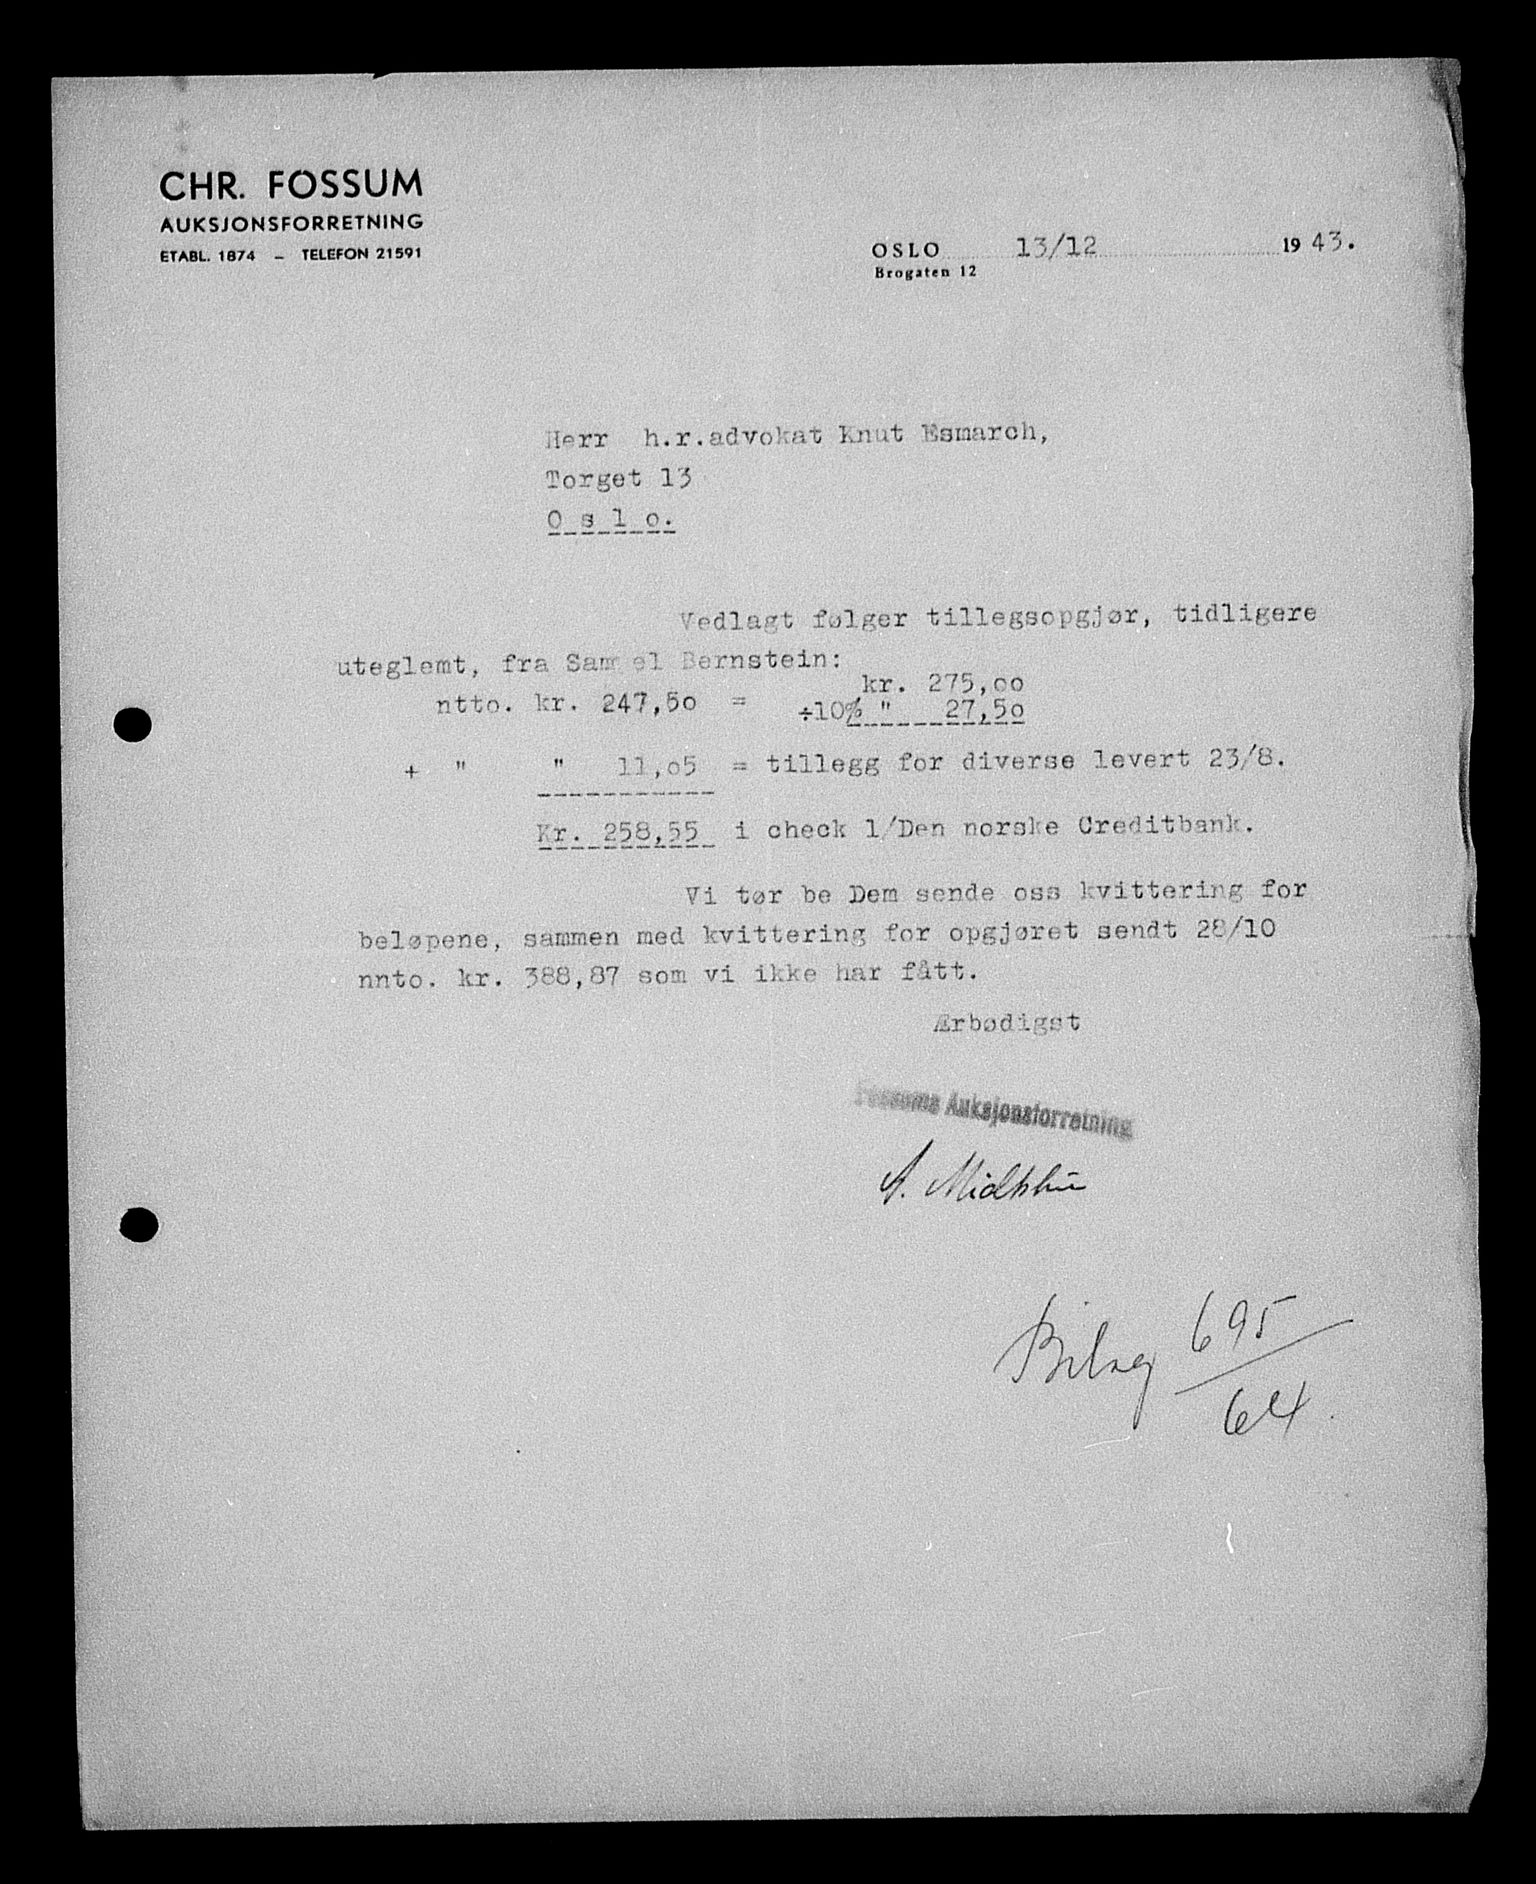 CHR. FOSSUM
AUKSJONSFORRETNING
ETABL. 1874 – TELEFON 21591
OSLO 13/12 1943.
Brogaten 12
Herr h.r.advokat Knut Esmarch,
Torget 13
O s l o.
Vedlagt følger tillegsopgjør, tidligere
uteglemt, fra Samuel Bernstein:
kr. 275,oo
ntto. kr. 247,5o = ÷10% " 27,5o
+ " " 11,o5 = tillegg for diverse levert 23/8.
Kr. 258,55 i check l/Den norske Creditbank.
Vi tør be Dem sende oss kvittering for
beløpene, sammen med kvittering for opgjøret sendt 28/10
nnto. kr. 388,87 som vi ikke har fått.
Ærbødigst
Fossums Auksjonsforretning
A.
Bilag 695/64.